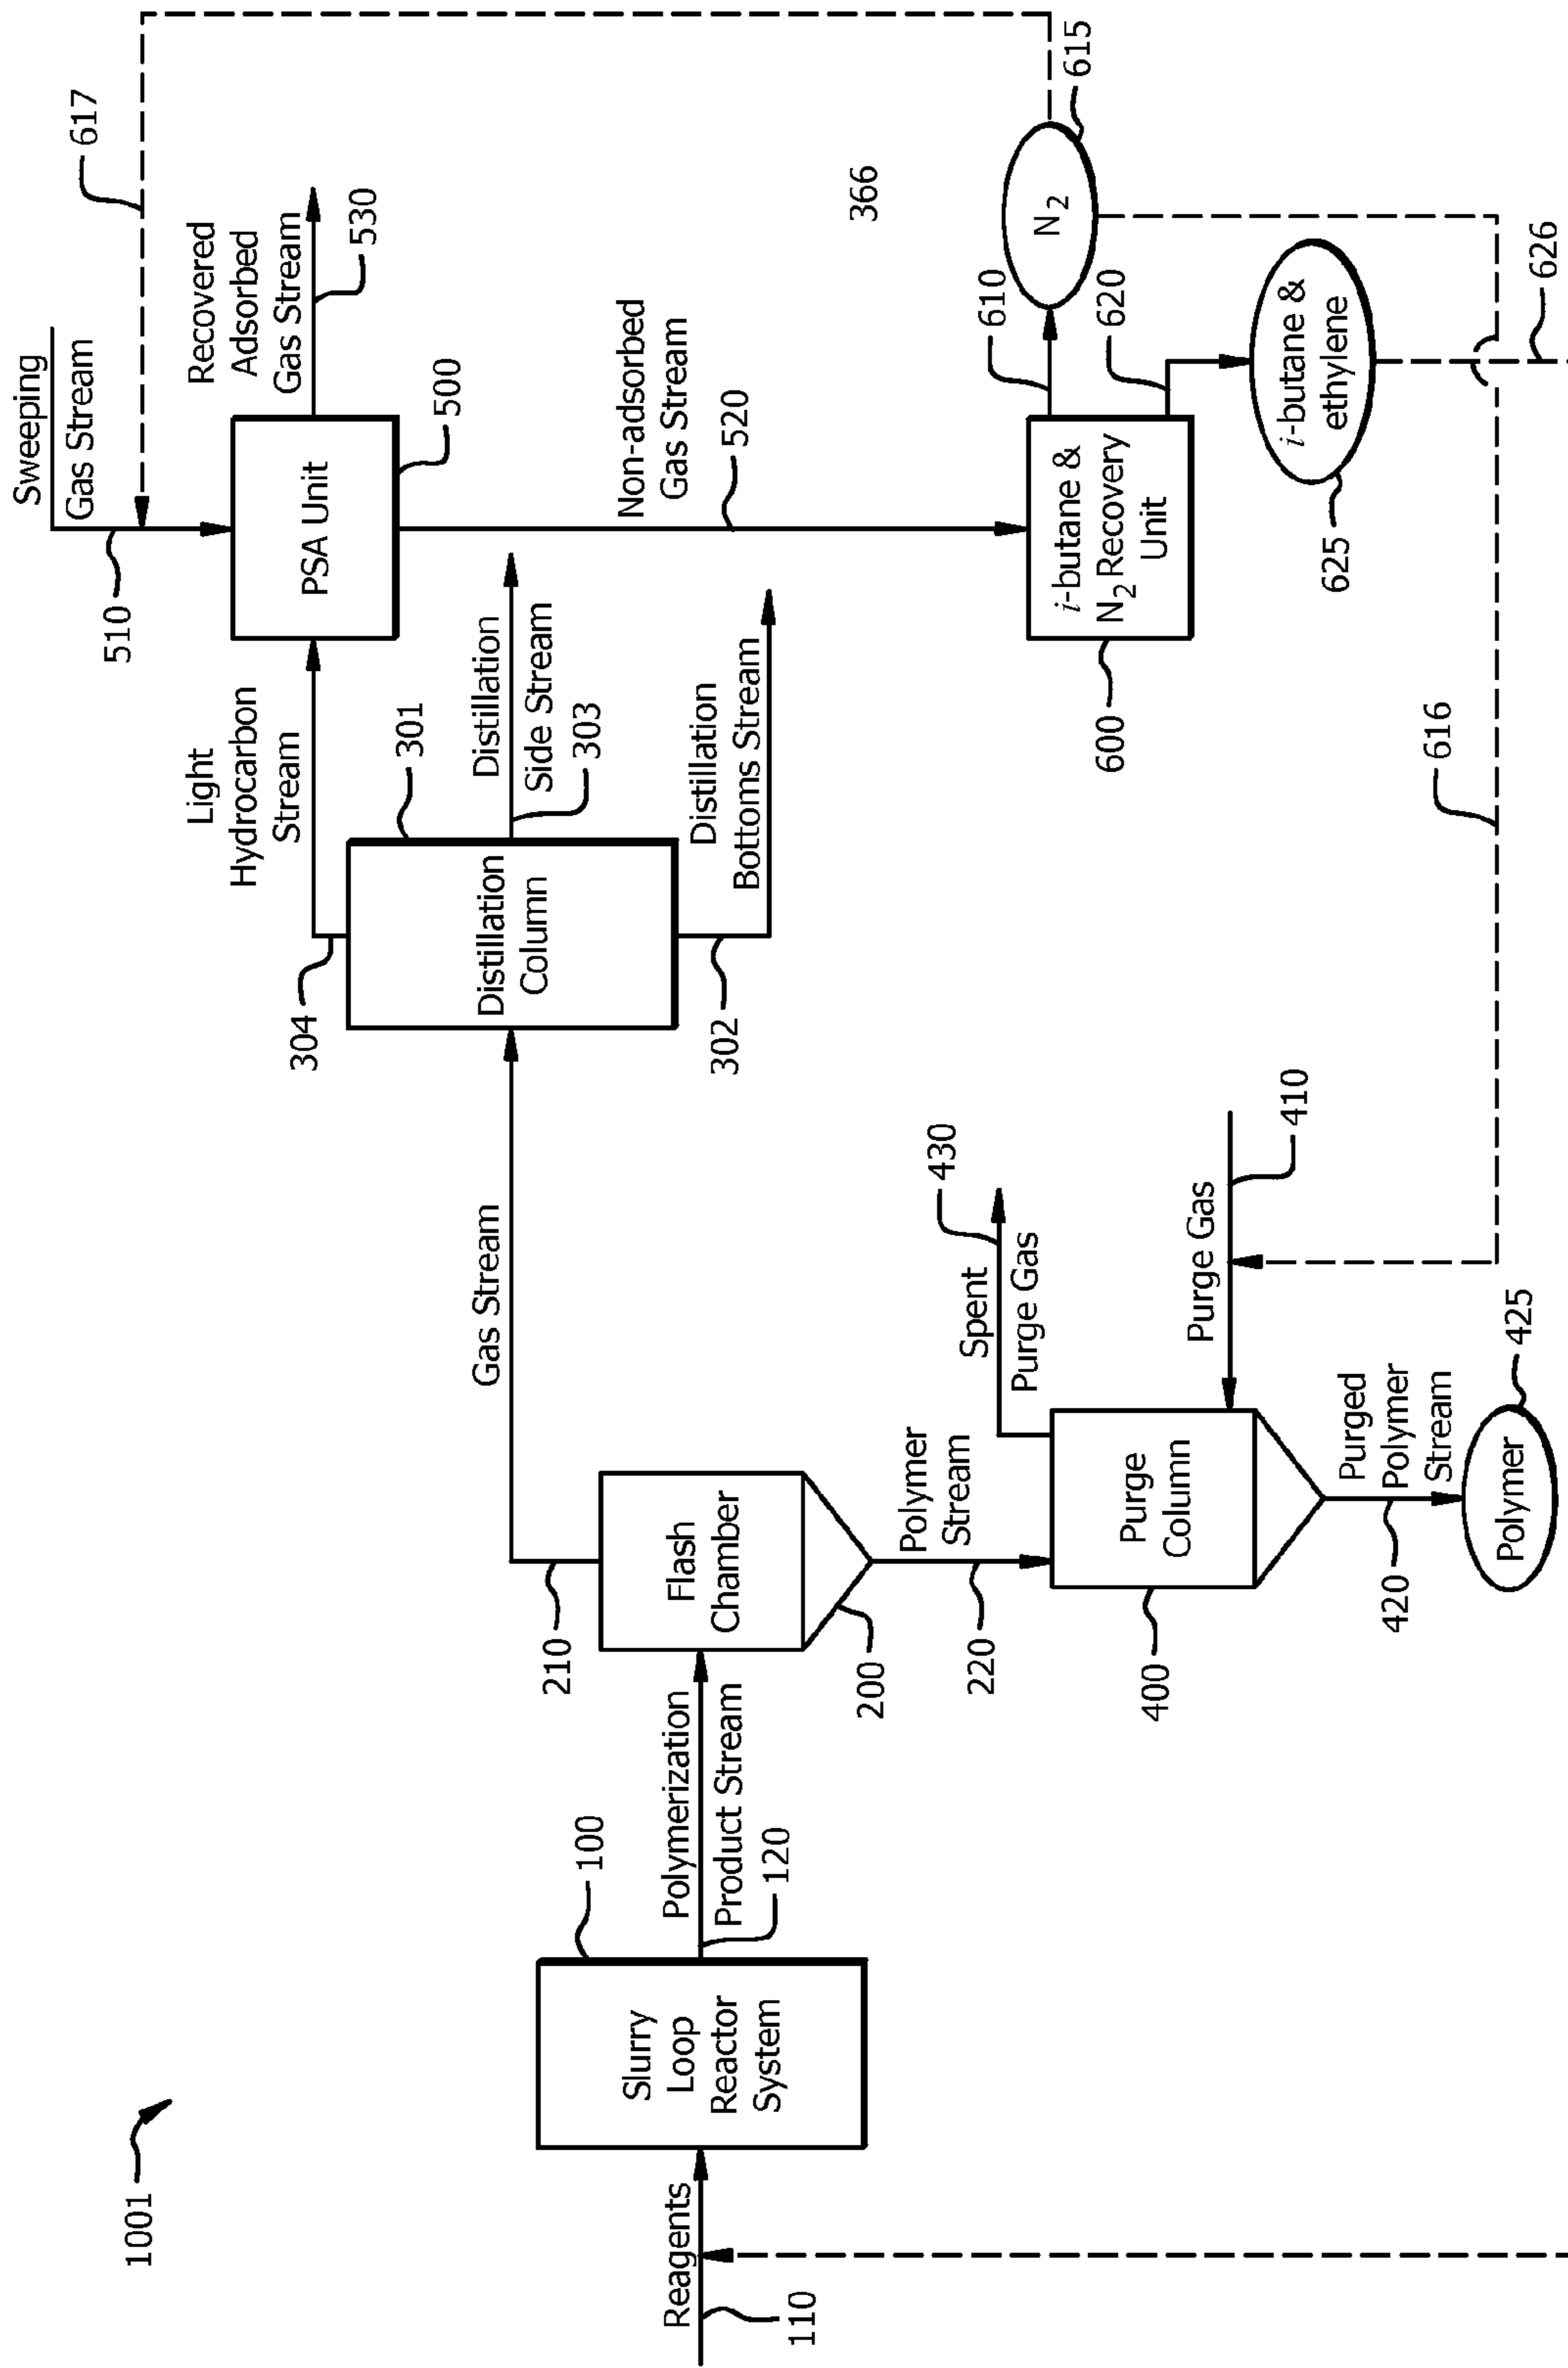 1001
Reagents
110
Slurry
Loop
Reactor
System
100
Polymerization
Product Stream
120
Flash
Chamber
200
210
Gas Stream
Polymer
Stream
220
Purge
Column
400
Spent
Purge Gas
430
Purge Gas
410
Purged
Polymer
Stream
420
Polymer
425
Distillation
Column
301
302
Distillation
Bottoms Stream
Distillation
Side Stream
303
304
Light
Hydrocarbon
Stream
PSA Unit
500
Sweeping
Gas Stream
510
617
Recovered
Adsorbed
Gas Stream
530
Non-adsorbed
Gas Stream
520
i-butane &
N2 Recovery
Unit
600
610
620
N2
615
366
i-butane &
ethylene
625
626
616